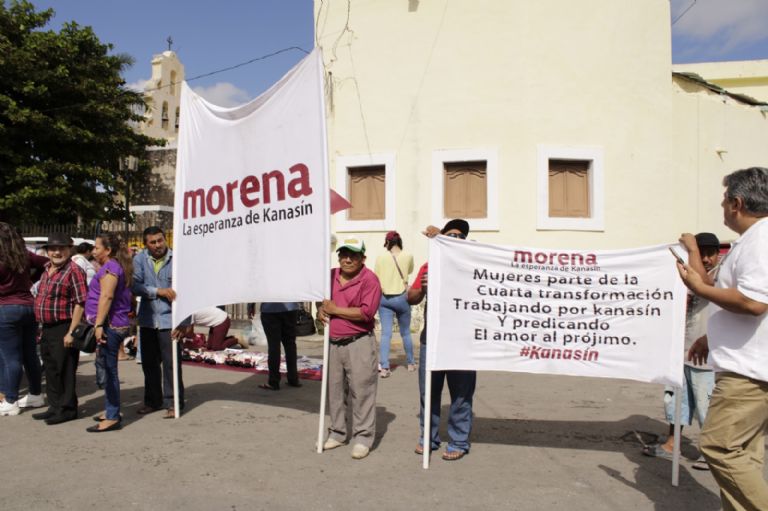 morena
La esperanza de Kanasín
morena
La esperanza de Kanasín
Mujeres parte de la
Cuarta transformación
Trabajando por kanasín
Y predicando
El amor al prójimo.
#Kanasín